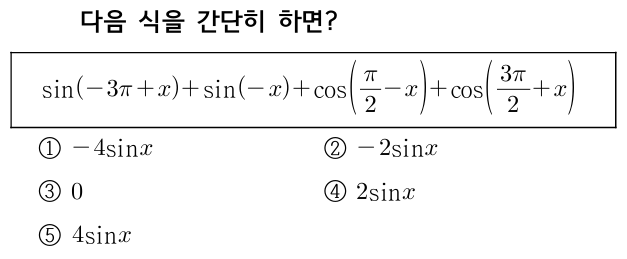 다음 식을 간단히 하면?
sin(−3π+x)+sin(−x)+cos(π/2−x)+cos(3π/2+x)
① −4sinx ② −2sinx
③ 0 ④ 2sinx
⑤ 4sinx